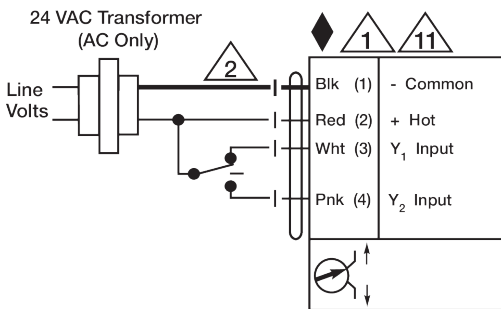 24 VAC Transformer
(AC Only)
Line
Volts
2
1
11
Blk (1) - Common
Red (2) + Hot
Wht (3) Y1 Input
Pnk (4) Y2 Input